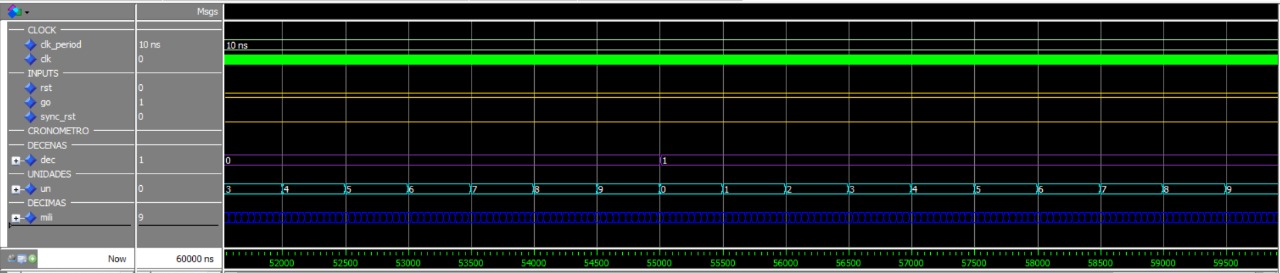 Msgs
CLOCK
clk_period 10 ns 10 ns
clk 0
INPUTS
rst 0
go 1
sync_rst 0
CRONOMETRO
DECENAS
dec 1 0 1
UNIDADES
un 0 3 4 5 6 7 8 9 0 1 2 3 4 5 6 7 8 9
DECIMAS
mili 9
Now 60000 ns 52000 52500 53000 53500 54000 54500 55000 55500 56000 56500 57000 57500 58000 58500 59000 59500